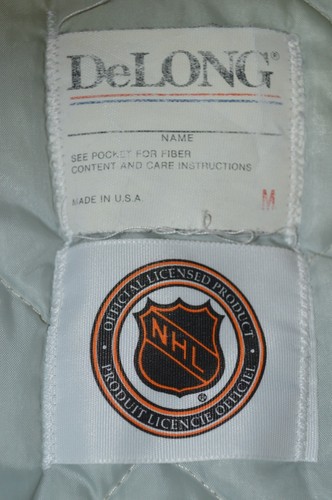 DeLONG®
NAME
SEE POCKET FOR FIBER
CONTENT AND CARE INSTRUCTIONS
MADE IN U.S.A.
M
OFFICIAL LICENSED PRODUCT
NHL
®
PRODUIT LICENCIE OFFICIEL